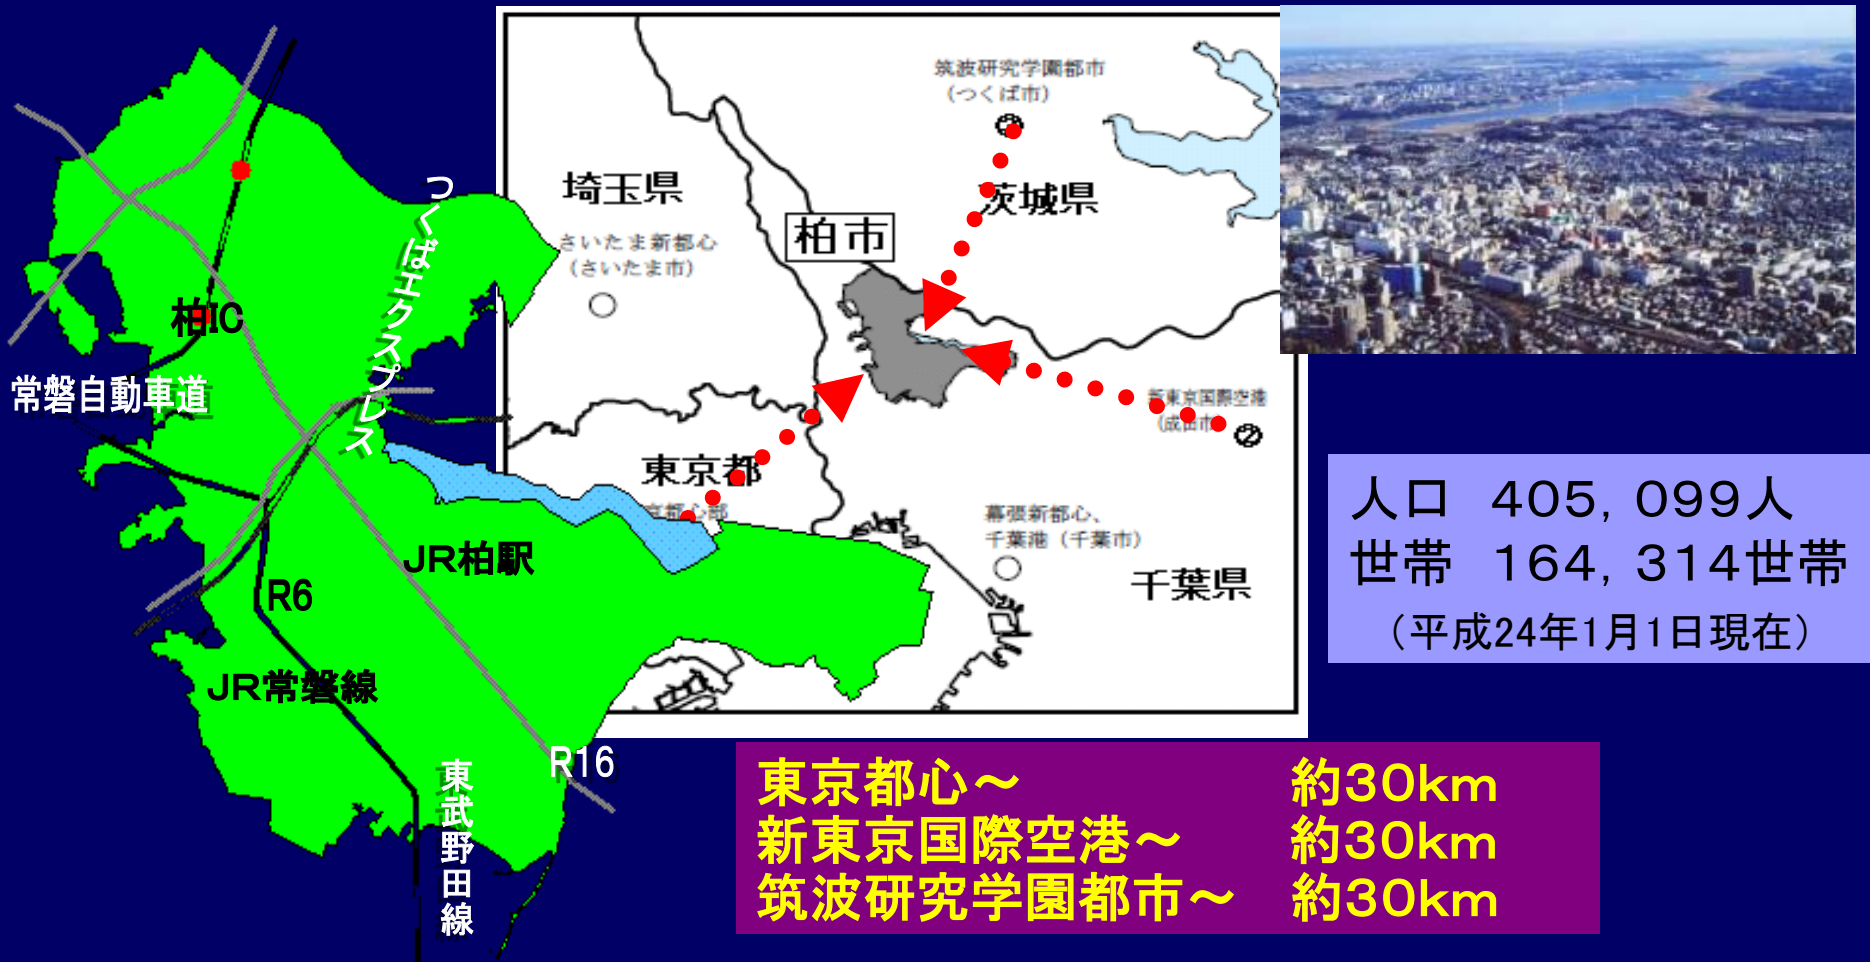 つくばエクスプレス
柏IC
常磐自動車道
JR柏駅
R6
JR常磐線
R16
東武野田線
筑波研究学園都市
(つくば市)
埼玉県
茨城県
柏市
さいたま新都心
(さいたま市)
新東京国際空港
(成田市
東京都
京都心部
幕張新都心、
千葉港(千葉市)
千葉県
人口 405,099人
世帯 164,314世帯
(平成24年1月1日現在)
東京都心～ 約30km
新東京国際空港～ 約30km
筑波研究学園都市～ 約30km